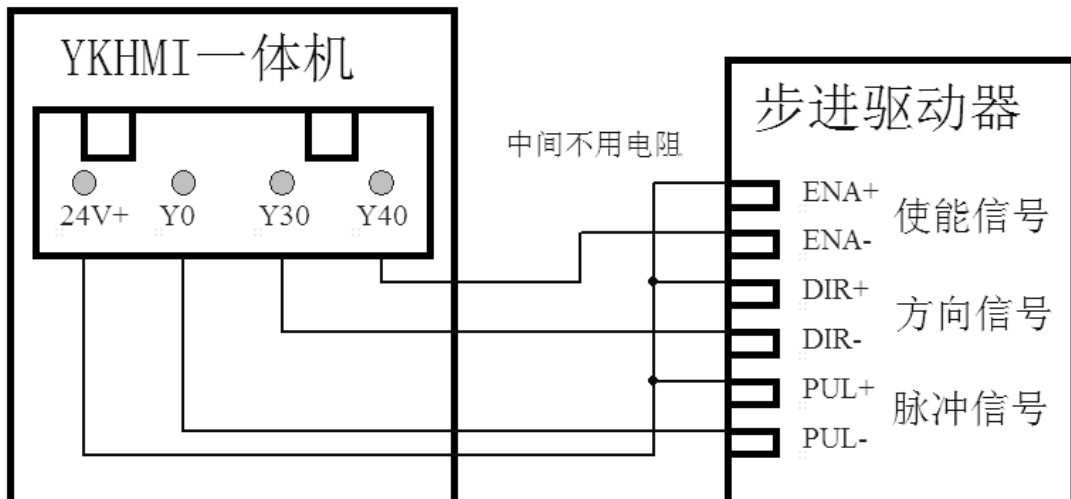 YKHMI一体机
24V+ Y0 Y30 Y40
中间不用电阻
步进驱动器
ENA+
使能信号
ENA-
DIR+
方向信号
DIR-
PUL+
脉冲信号
PUL-